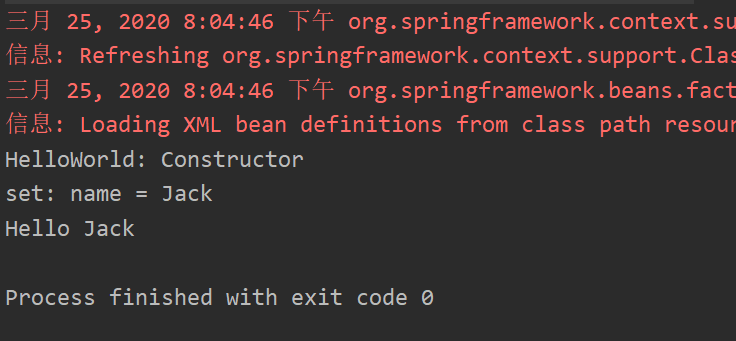 三月 25, 2020 8:04:46 下午 org.springframework.context.su
信息: Refreshing org.springframework.context.support.Clas
三月 25, 2020 8:04:46 下午 org.springframework.beans.fact
信息: Loading XML bean definitions from class path resour
HelloWorld: Constructor
set: name = Jack
Hello Jack
Process finished with exit code 0